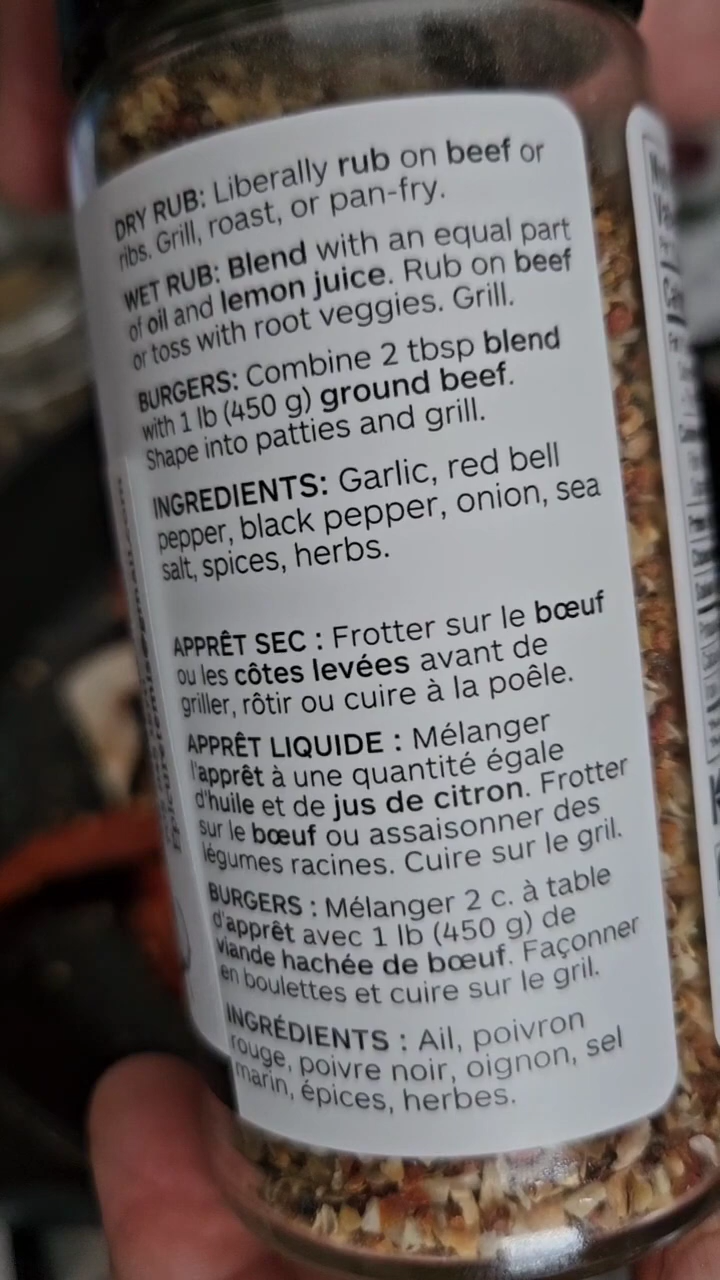 DRY RUB: Liberally rub on beef or
ribs. Grill, roast, or pan-fry.
WET RUB: Blend with an equal part
of oil and lemon juice. Rub on beef
or toss with root veggies. Grill.
BURGERS: Combine 2 tbsp blend
with 1 lb (450 g) ground beef.
Shape into patties and grill.
INGREDIENTS: Garlic, red bell
pepper, black pepper, onion, sea
salt, spices, herbs.
APPRÊT SEC : Frotter sur le bœuf
ou les côtes levées avant de
griller, rôtir ou cuire à la poêle.
APPRÊT LIQUIDE : Mélanger
l'apprêt à une quantité égale
d'huile et de jus de citron. Frotter
sur le bœuf ou assaisonner des
légumes racines. Cuire sur le gril.
BURGERS : Mélanger 2 c. à table
d'apprêt avec 1 lb (450 g) de
viande hachée de bœuf. Façonner
en boulettes et cuire sur le gril.
INGRÉDIENTS : Ail, poivron
rouge, poivre noir, oignon, sel
marin, épices, herbes.